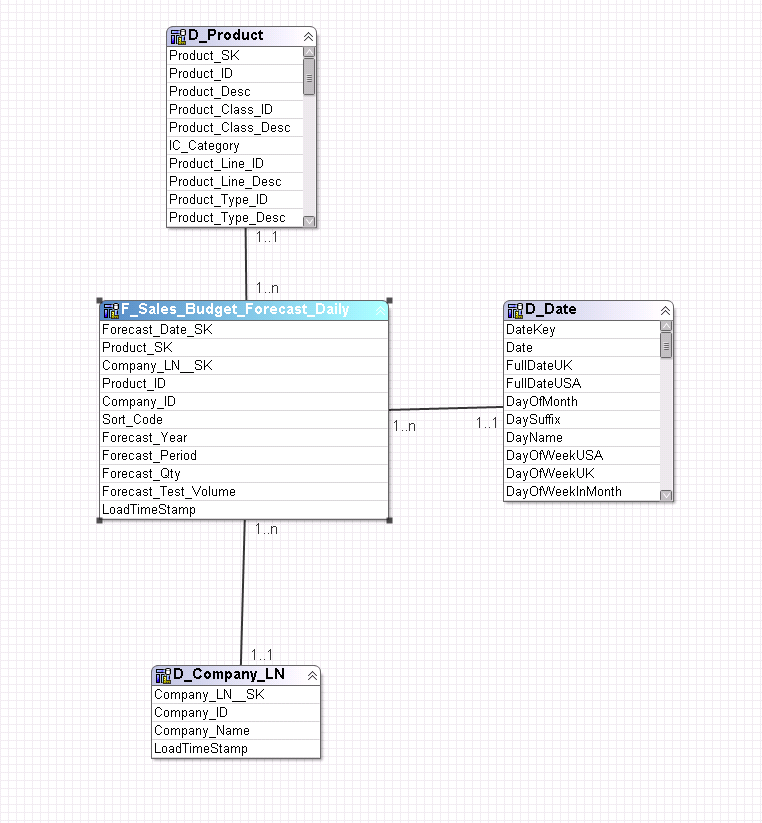 D_Product
Product_SK
Product_ID
Product_Desc
Product_Class_ID
Product_Class_Desc
IC_Category
Product_Line_ID
Product_Line_Desc
Product_Type_ID
Product_Type_Desc
1..1
1..n
F_Sales_Budget_Forecast_Daily
Forecast_Date_SK
Product_SK
Company_LN__SK
Product_ID
Company_ID
Sort_Code
Forecast_Year
Forecast_Period
Forecast_Qty
Forecast_Test_Volume
LoadTimeStamp
1..n
1..1
D_Date
DateKey
Date
FullDateUK
FullDateUSA
DayOfMonth
DaySuffix
DayName
DayOfWeekUSA
DayOfWeekUK
DayOfWeekInMonth
1..n
1..1
D_Company_LN
Company_LN__SK
Company_ID
Company_Name
LoadTimeStamp